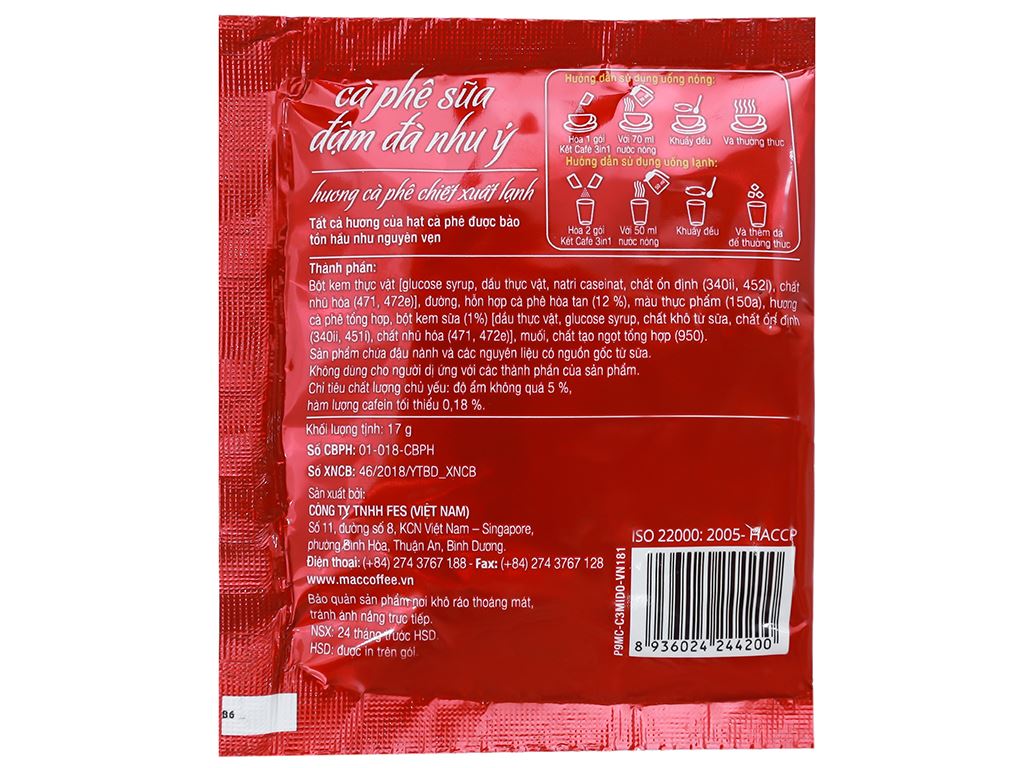 cà phê sữa
đậm đà như ý
hương cà phê chiết xuất lạnh
Tất cả hương của hạt cà phê được bảo
tồn hầu như nguyên vẹn
Hướng dẫn sử dụng uống nóng:
Hòa 1 gói
Kết Café 3in1
Với 70 ml
nước nóng
Khuấy đều
Và thưởng thức
Hướng dẫn sử dụng uống lạnh:
Hòa 2 gói
Kết Café 3in1
Với 50 ml
nước nóng
Khuấy đều
Và thêm đá
để thưởng thức
Thành phần:
Bột kem thực vật [glucose syrup, dầu thực vật, natri caseinat, chất ổn định (340ii, 452i), chất
nhũ hóa (471, 472e)], đường, hỗn hợp cà phê hòa tan (12 %), màu thực phẩm (150a), hương
cà phê tổng hợp, bột kem sữa (1%) [dầu thực vật, glucose syrup, chất khô từ sữa, chất ổn định
(340ii, 451i), chất nhũ hóa (471, 472e)], muối, chất tạo ngọt tổng hợp (950).
Sản phẩm chứa đậu nành và các nguyên liệu có nguồn gốc từ sữa.
Không dùng cho người dị ứng với các thành phần của sản phẩm.
Chỉ tiêu chất lượng chủ yếu: độ ẩm không quá 5 %,
hàm lượng cafein tối thiểu 0,18 %.
Khối lượng tịnh: 17 g
Số CBPH: 01-018-CBPH
Số XNCB: 46/2018/YTBD_XNCB
Sản xuất bởi:
CÔNG TY TNHH FES (VIỆT NAM)
Số 11, đường số 8, KCN Việt Nam – Singapore,
phường Bình Hòa, Thuận An, Bình Dương.
Điện thoại: (+84) 274 3767 188 - Fax: (+84) 274 3767 128
www.maccoffee.vn
Bảo quản sản phẩm nơi khô ráo thoáng mát,
tránh ánh nắng trực tiếp.
NSX: 24 tháng trước HSD.
HSD: được in trên gói.
ISO 22000: 2005- HACCP
P9MC-C3MID0-VN181
8 936024 244200